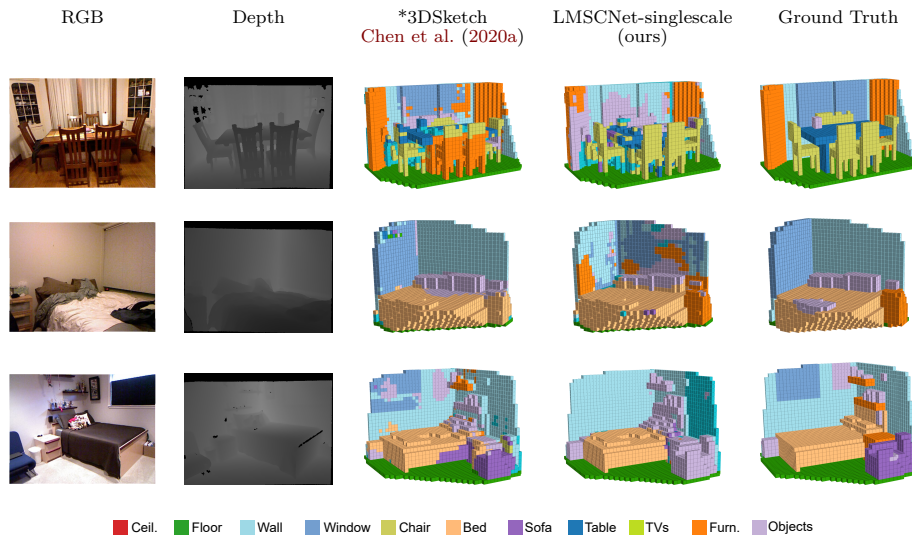 RGB
Depth
*3DSketch
Chen et al. (2020a)
LMSCNet-singlescale
(ours)
Ground Truth
Ceil. Floor Wall Window Chair Bed Sofa Table TVs Furn. Objects